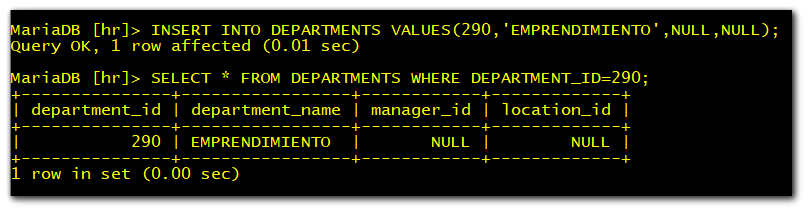 MariaDB [hr]> INSERT INTO DEPARTMENTS VALUES(290,'EMPRENDIMIENTO',NULL,NULL);
Query OK, 1 row affected (0.01 sec)
MariaDB [hr]> SELECT * FROM DEPARTMENTS WHERE DEPARTMENT_ID=290;
+---------------+-----------------+------------+-------------+
| department_id | department_name | manager_id | location_id |
+---------------+-----------------+------------+-------------+
|           290 | EMPRENDIMIENTO  |       NULL |        NULL |
+---------------+-----------------+------------+-------------+
1 row in set (0.00 sec)